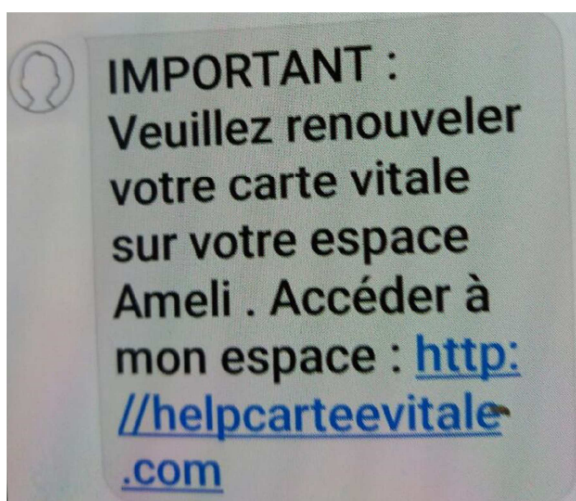 IMPORTANT :
Veuillez renouveler
votre carte vitale
sur votre espace
Ameli . Accéder à
mon espace : http:
//helpcarteevitale
.com